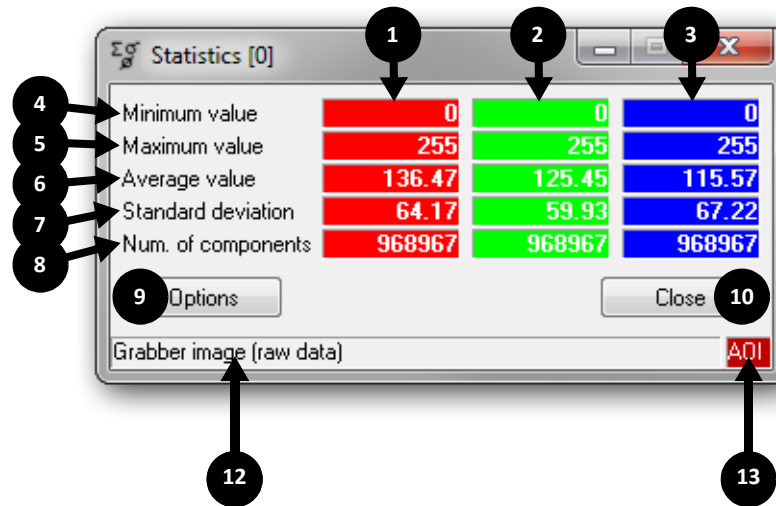 1 2 3
Statistics [0]
4 Minimum value 0 0 0
5 Maximum value 255 255 255
6 Average value 136.47 125.45 115.57
7 Standard deviation 64.17 59.93 67.22
8 Num. of components 968967 968967 968967
9 Options Close 10
Grabber image (raw data) AOI
12 13